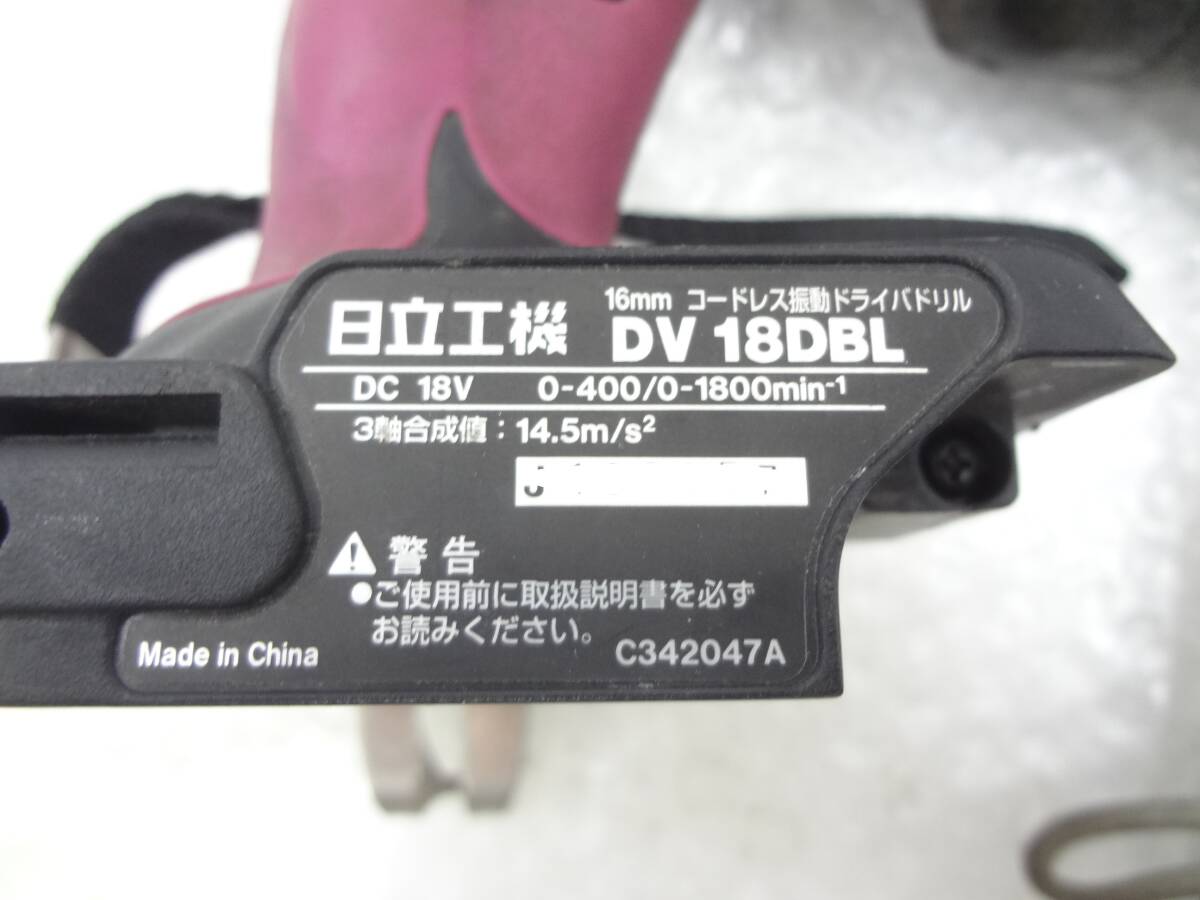 16mm コードレス振動ドライバドリル
日立工機 DV 18DBL
DC 18V 0-400/0-1800min-1
3軸合成値：14.5m/s²
警告
●ご使用前に取扱説明書を必ず
お読みください。
Made in China
C342047A